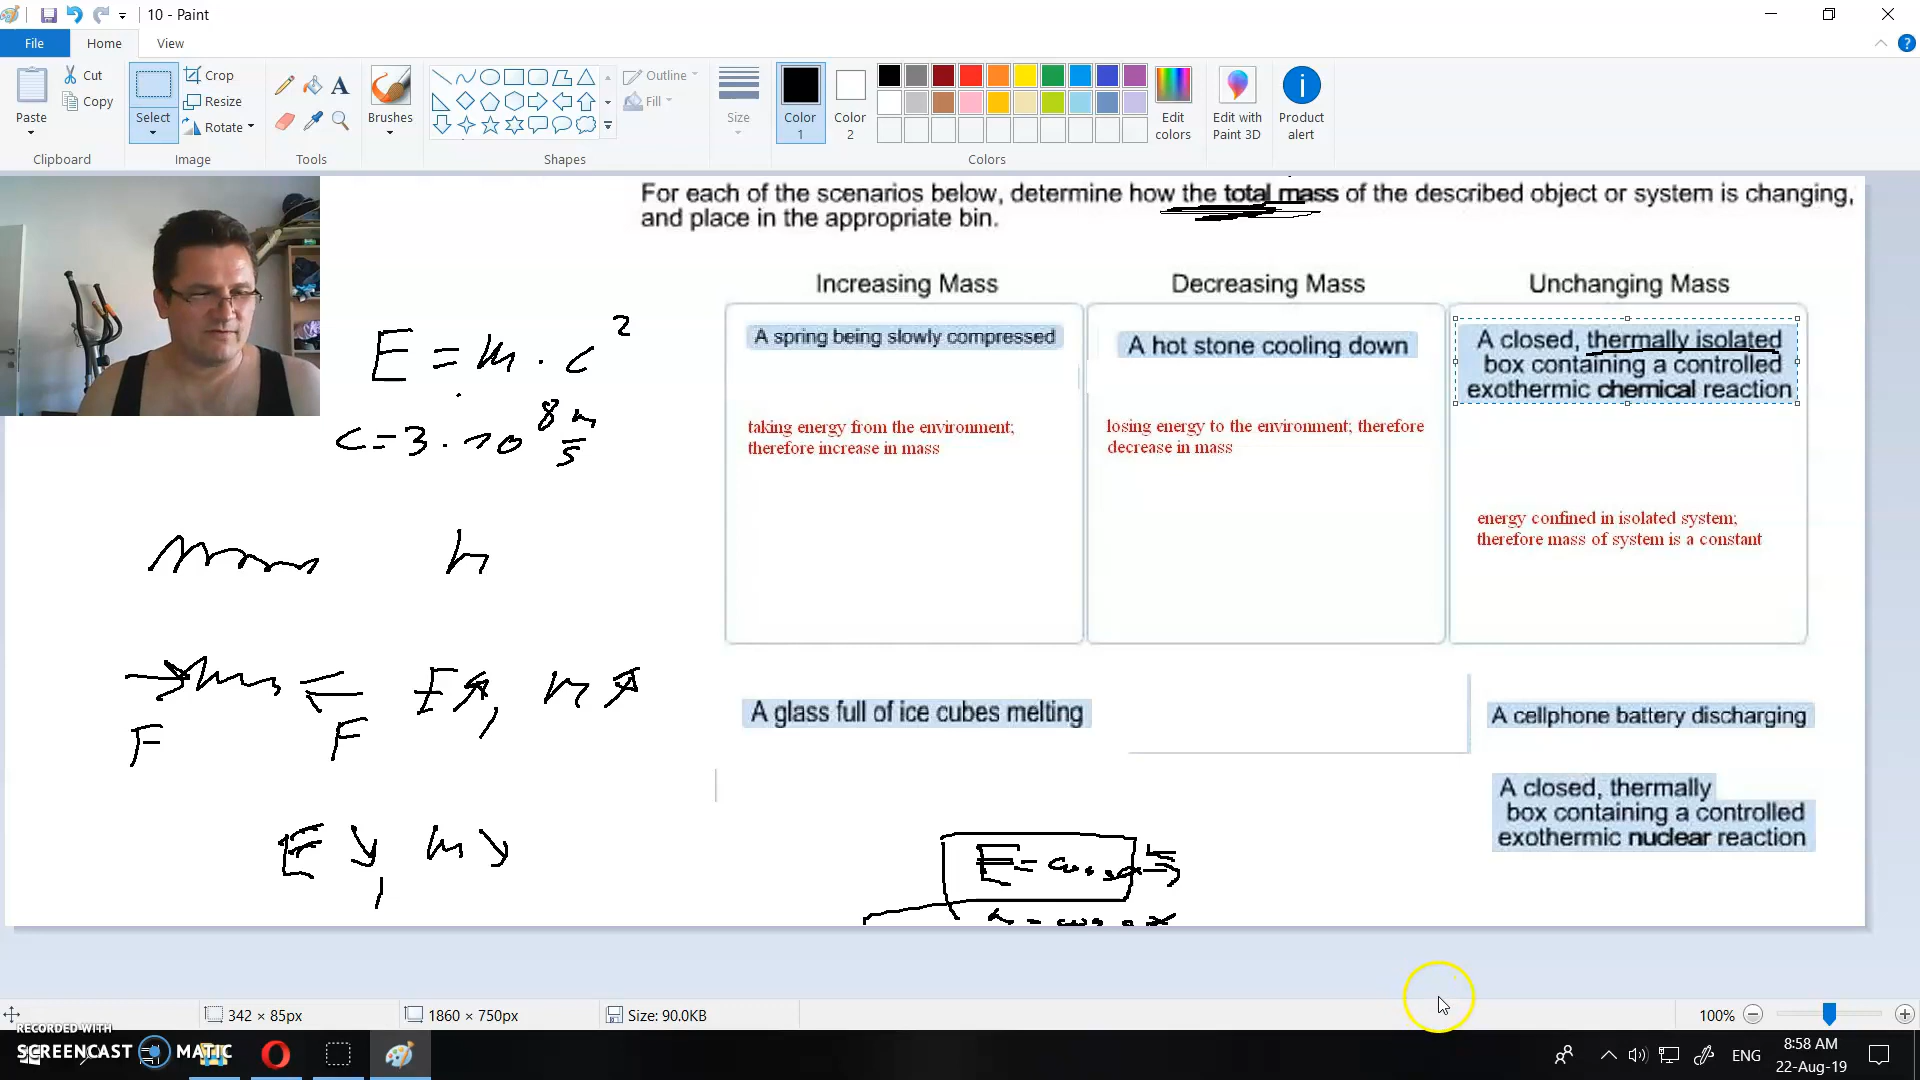 10 - Paint
File
Home
View
Paste
Cut
Copy
Clipboard
Select
Crop
Resize
Rotate
Image
Tools
Brushes
Shapes
Outline
Fill
Size
Color
1
Color
2
Colors
Edit
colors
Edit with
Paint 3D
Product
alert
For each of the scenarios below, determine how the total mass of the described object or system is changing,
and place in the appropriate bin.
Increasing Mass
Decreasing Mass
Unchanging Mass
A spring being slowly compressed
A hot stone cooling down
A closed, thermally isolated
box containing a controlled
exothermic chemical reaction
taking energy from the environment;
therefore increase in mass
losing energy to the environment; therefore
decrease in mass
energy confined in isolated system;
therefore mass of system is a constant
E = m · c²
c = 3 · 10⁸ m/s
m
F
F
E↗, m↗
E↘, m↘
A glass full of ice cubes melting
A cellphone battery discharging
A closed, thermally
box containing a controlled
exothermic nuclear reaction
342 × 85px
1860 × 750px
Size: 90.0KB
100%
RECORDED WITH
SCREENCAST MATIC
ENG
8:58 AM
22-Aug-19